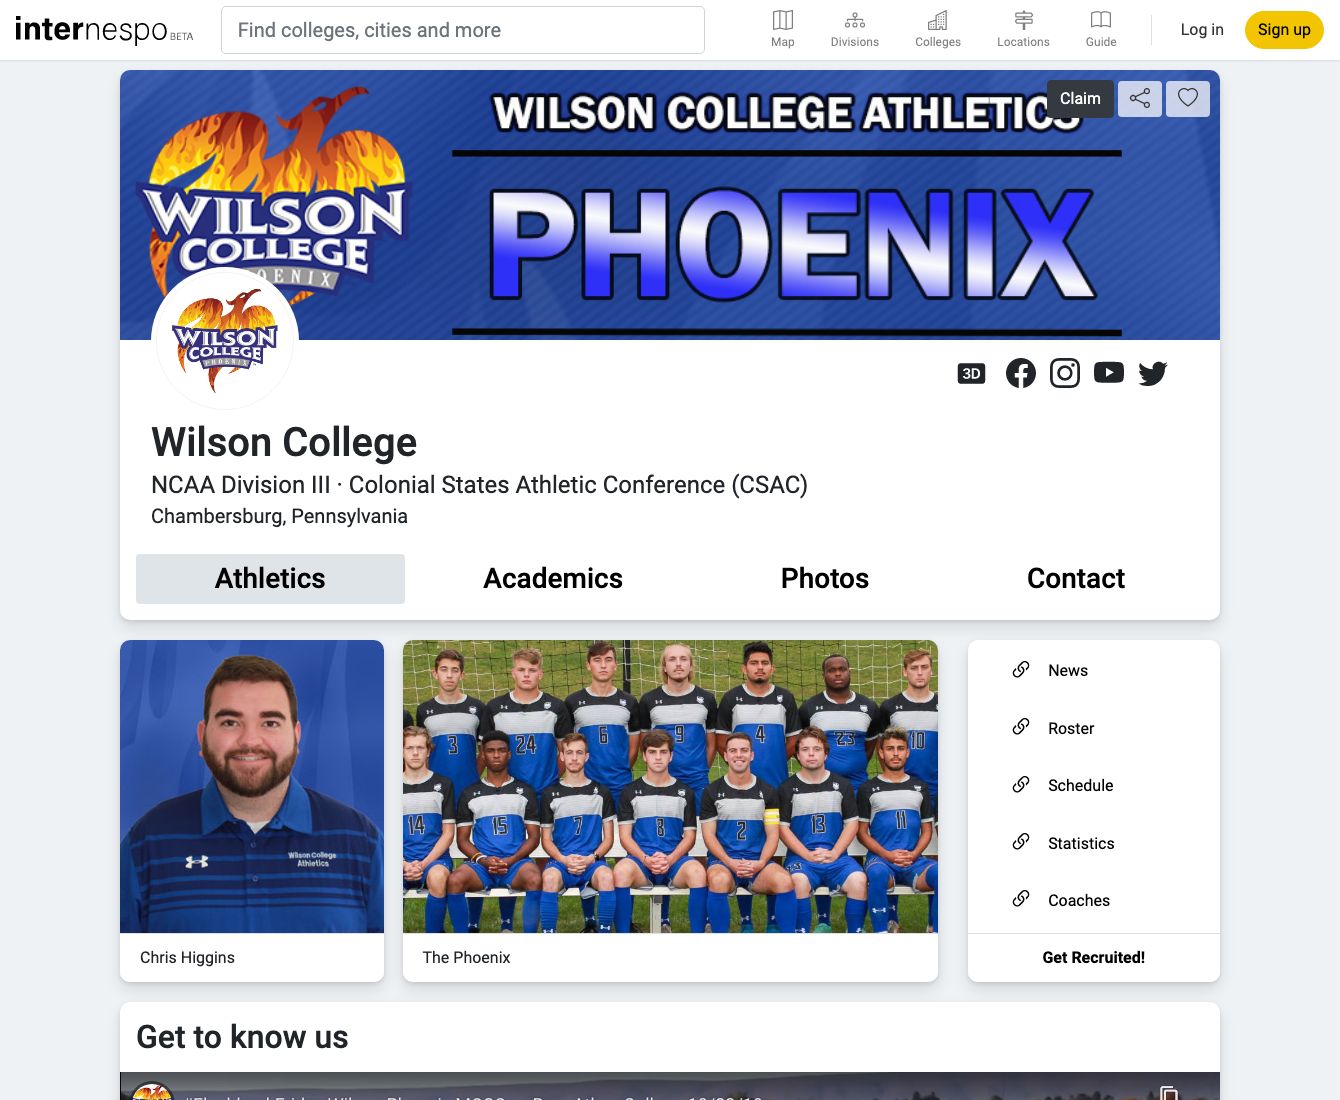 internespo BETA
Find colleges, cities and more
Map
Divisions
Colleges
Locations
Guide
Log in
Sign up
WILSON COLLEGE ATHLETICS
Claim
PHOENIX
WILSON
COLLEGE
OENIX
WILSON
COLLEGE
PHOENIX
3D
Wilson College
NCAA Division III · Colonial States Athletic Conference (CSAC)
Chambersburg, Pennsylvania
Athletics
Academics
Photos
Contact
Wilson College
Athletics
3
24
6
9
4
23
10
14
15
7
8
2
13
11
News
Roster
Schedule
Statistics
Coaches
Chris Higgins
The Phoenix
Get Recruited!
Get to know us